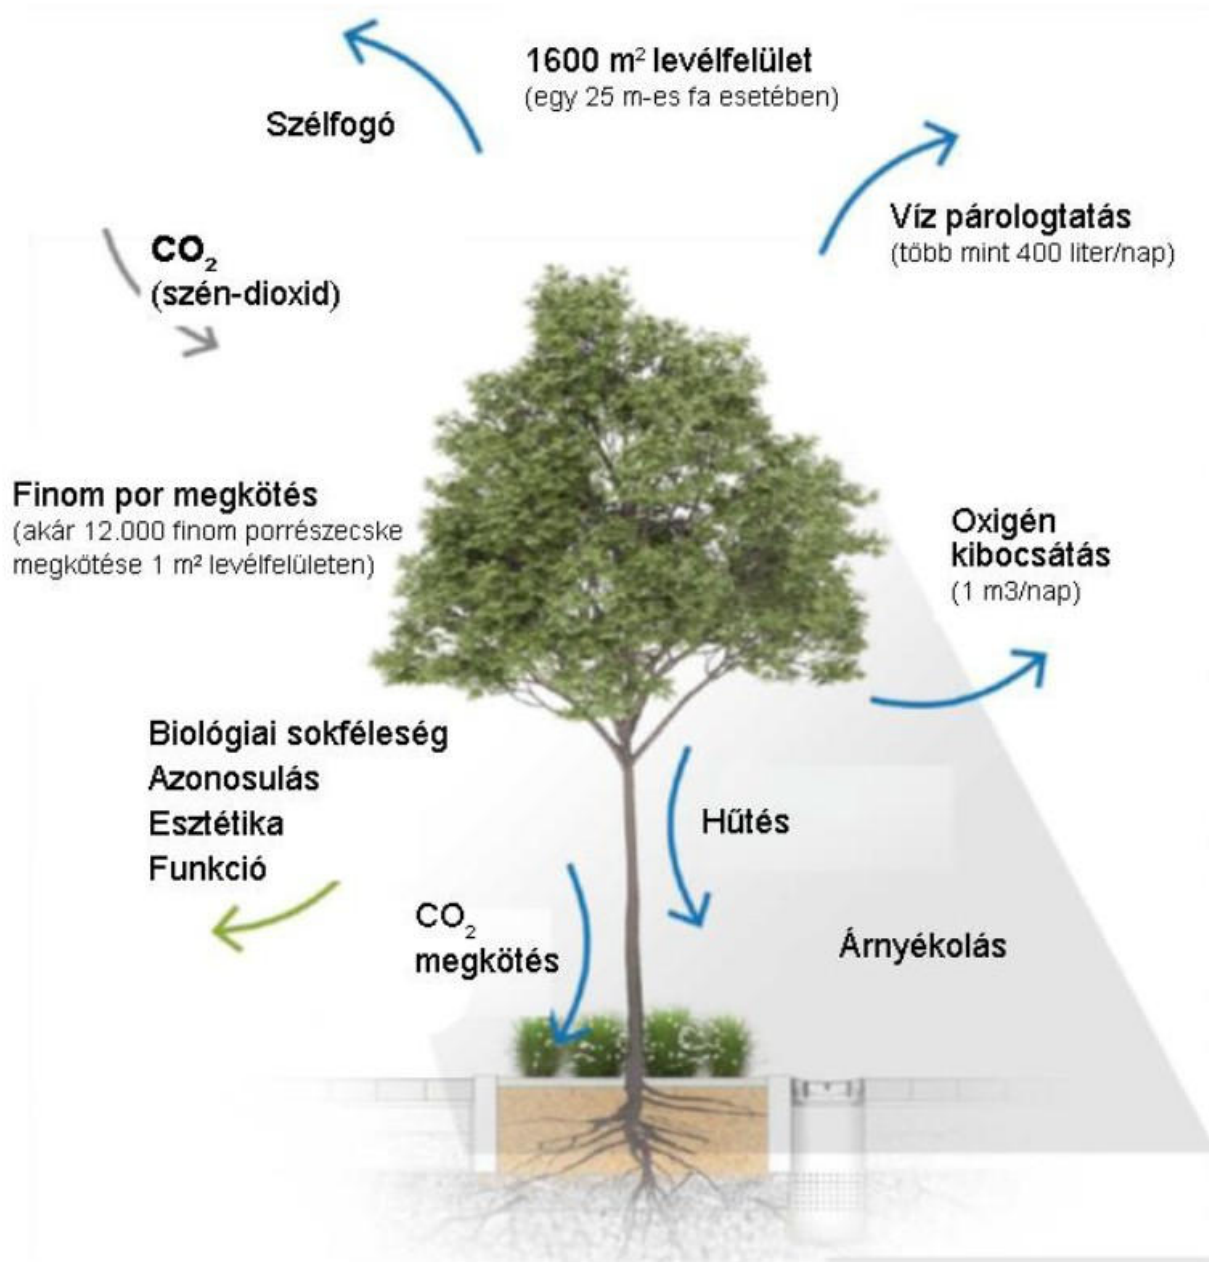 1600 m² levélfelület
(egy 25 m-es fa esetében)
Szélfogó
Víz párologtatás
(több mint 400 liter/nap)
CO₂
(szén-dioxid)
Finom por megkötés
(akár 12.000 finom porrészecske
megkötése 1 m² levélfelületen)
Oxigén
kibocsátás
(1 m3/nap)
Biológiai sokféleség
Azonosulás
Esztétika
Funkció
Hűtés
CO₂
megkötés
Árnyékolás